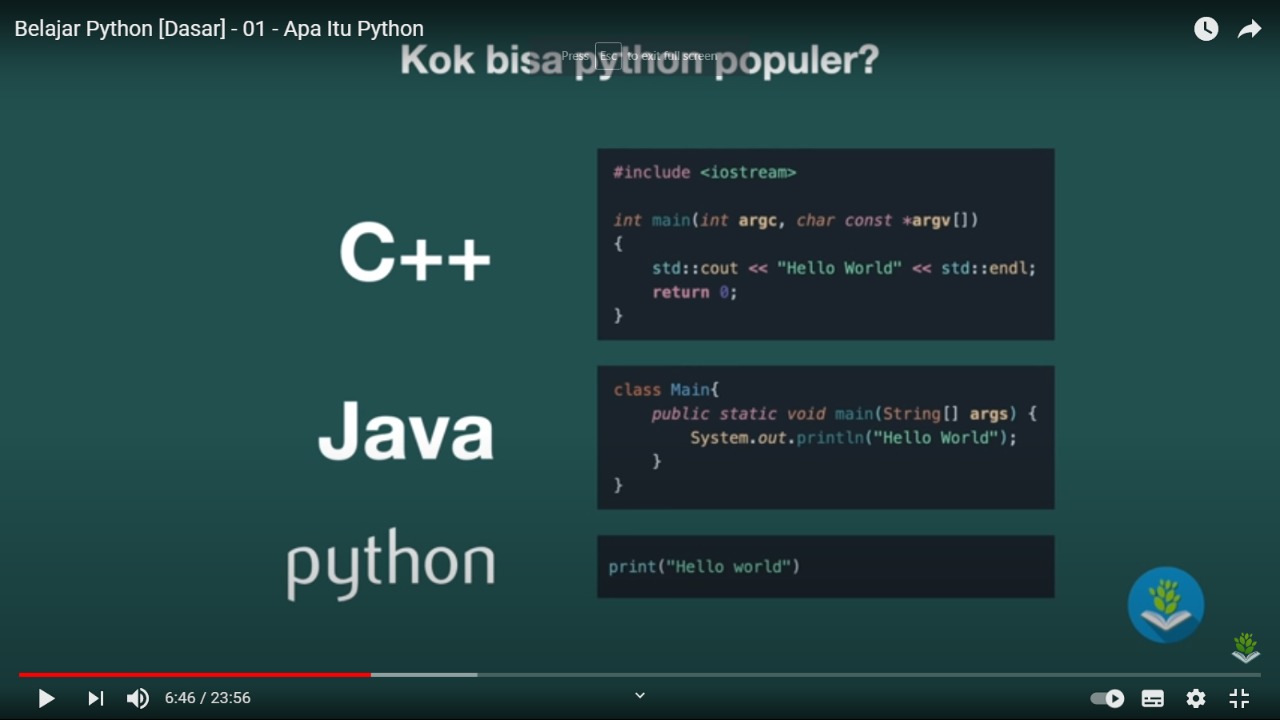 Belajar Python [Dasar] - 01 - Apa Itu Python
Kok bisa python populer?
Press Esc to exit full screen
C++
#include <iostream>
int main(int argc, char const *argv[])
{
    std::cout << "Hello World" << std::endl;
    return 0;
}
Java
class Main{
    public static void main(String[] args) {
        System.out.println("Hello World");
    }
}
python
print("Hello world")
6:46 / 23:56